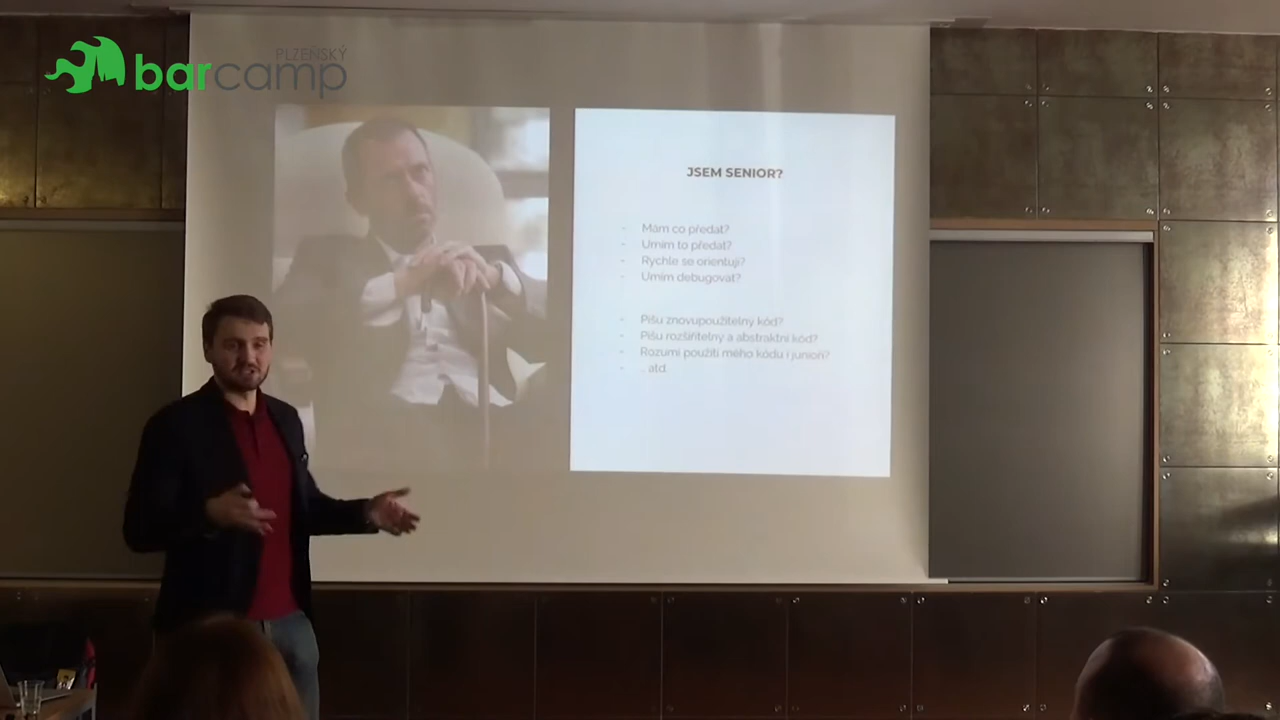 PLZEŇSKÝ
barcamp
JSEM SENIOR?
- Mám co předat?
- Umím to předat?
- Rychle se orientuji?
- Umím debugovat?
- Píšu znovupoužitelný kód?
- Píšu rozšiřitelný a abstraktní kód?
- Rozumí použití mého kódu i junioři?
- .. atd.